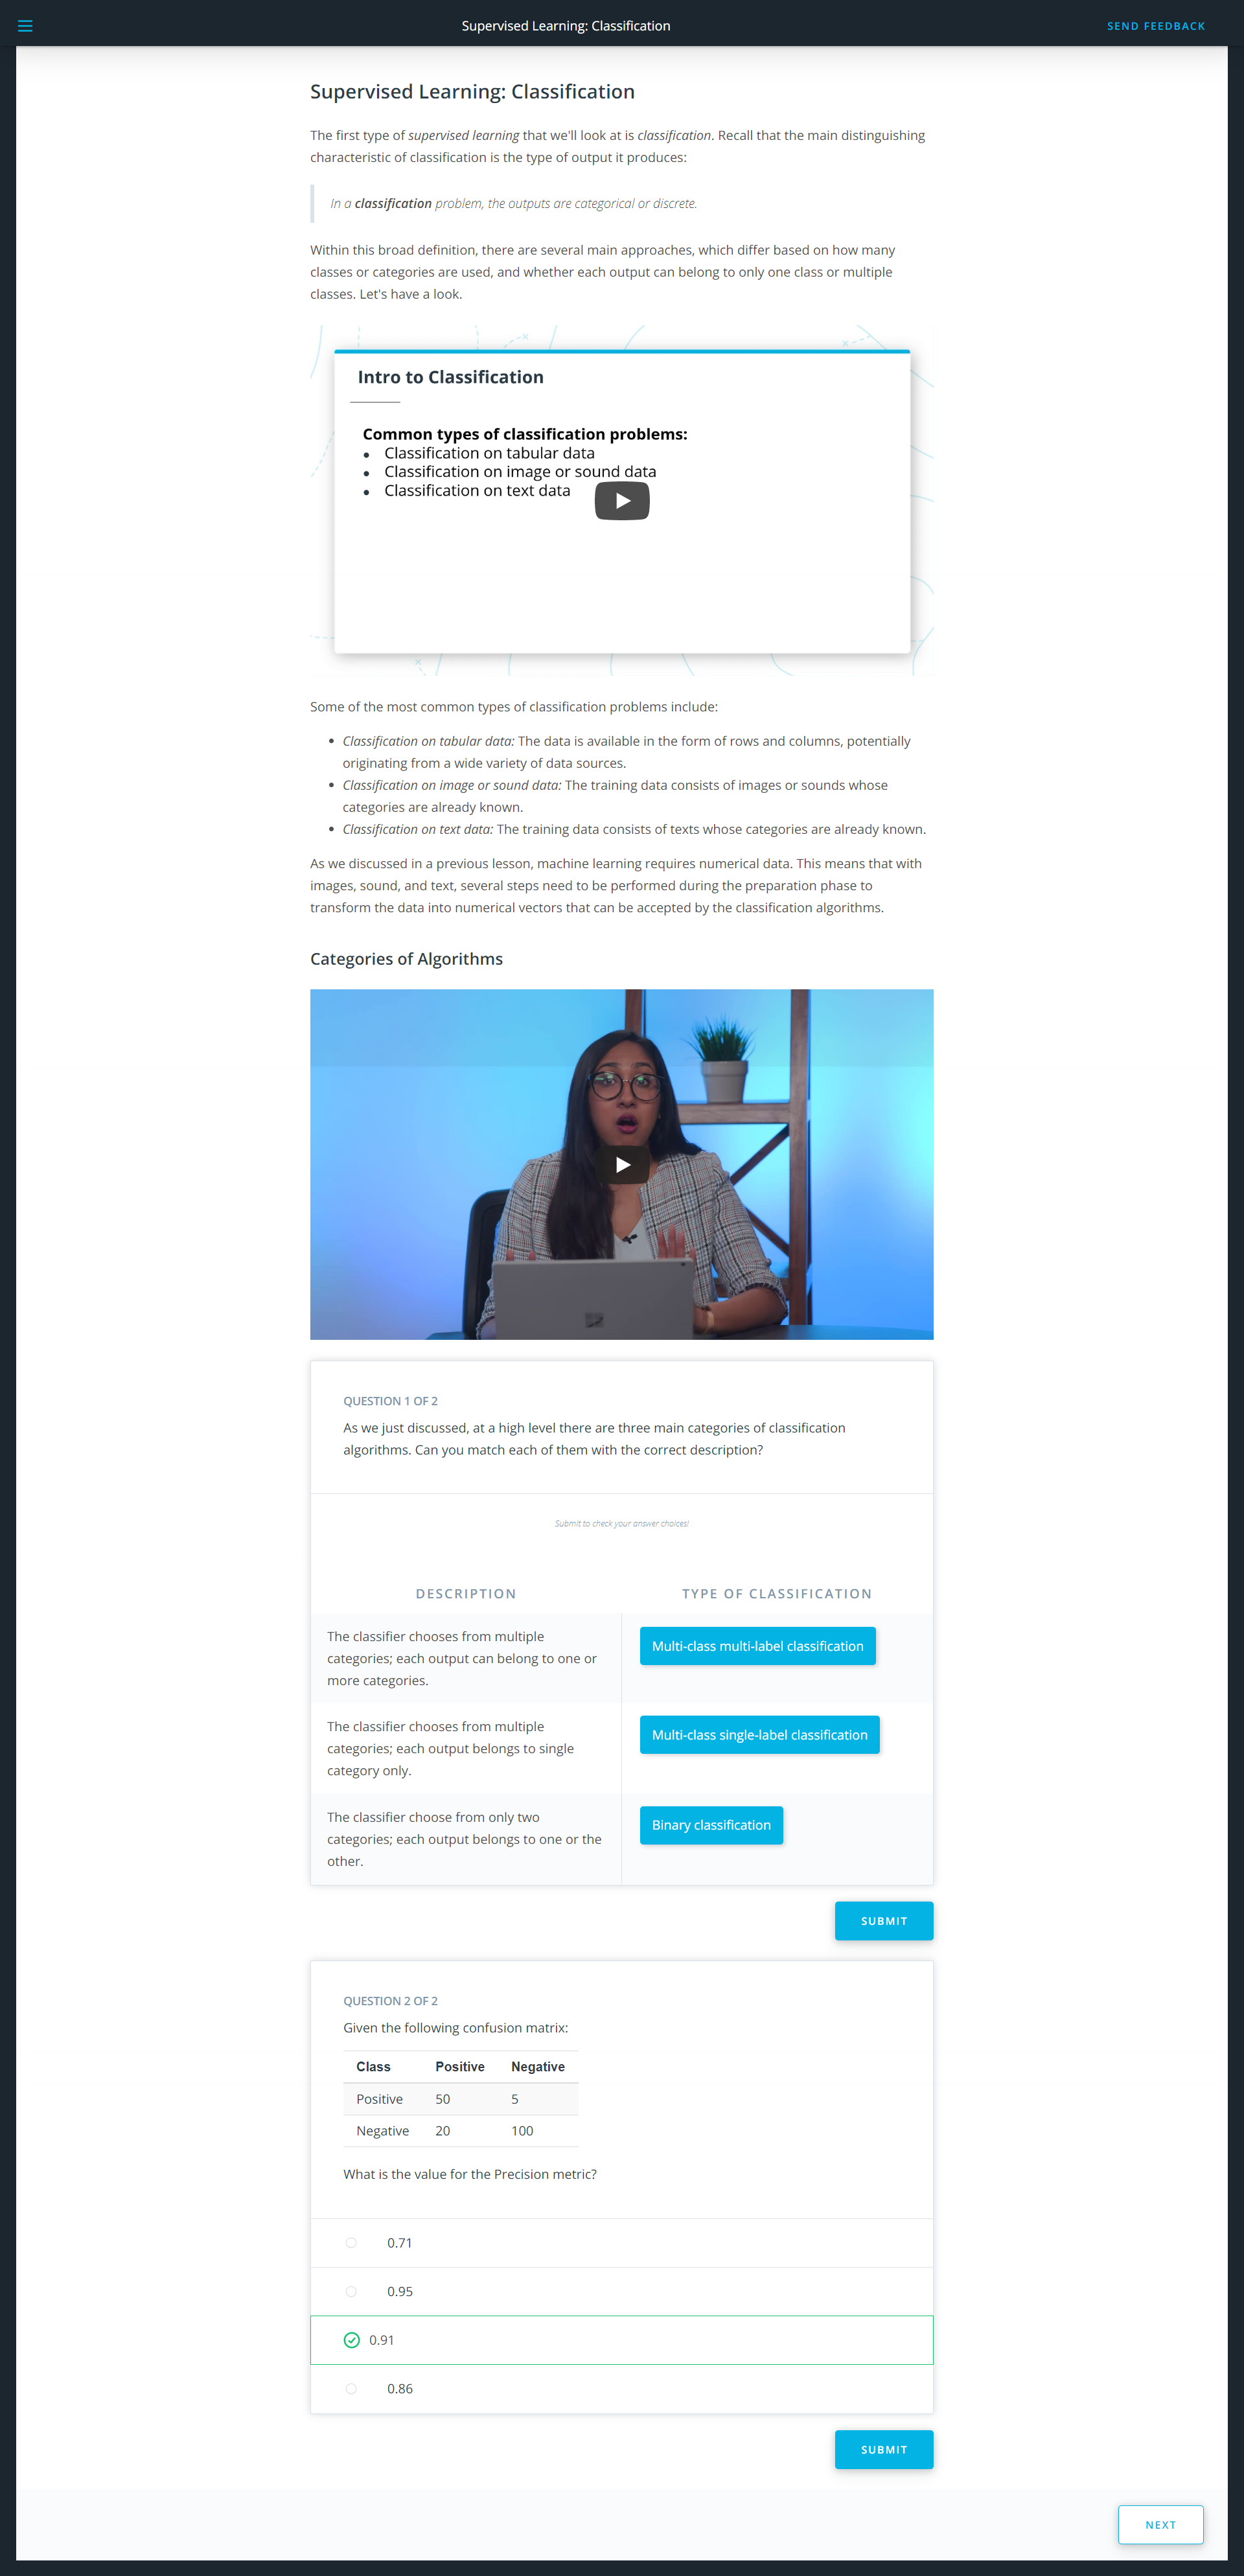 Supervised Learning: Classification
SEND FEEDBACK
Supervised Learning: Classification
The first type of supervised learning that we'll look at is classification. Recall that the main distinguishing
characteristic of classification is the type of output it produces:
In a classification problem, the outputs are categorical or discrete.
Within this broad definition, there are several main approaches, which differ based on how many
classes or categories are used, and whether each output can belong to only one class or multiple
classes. Let's have a look.
Intro to Classification
Common types of classification problems:
• Classification on tabular data
• Classification on image or sound data
• Classification on text data
Some of the most common types of classification problems include:
• Classification on tabular data: The data is available in the form of rows and columns, potentially
originating from a wide variety of data sources.
• Classification on image or sound data: The training data consists of images or sounds whose
categories are already known.
• Classification on text data: The training data consists of texts whose categories are already known.
As we discussed in a previous lesson, machine learning requires numerical data. This means that with
images, sound, and text, several steps need to be performed during the preparation phase to
transform the data into numerical vectors that can be accepted by the classification algorithms.
Categories of Algorithms
QUESTION 1 OF 2
As we just discussed, at a high level there are three main categories of classification
algorithms. Can you match each of them with the correct description?
Submit to check your answer choices!
DESCRIPTION TYPE OF CLASSIFICATION
The classifier chooses from multiple
categories; each output can belong to one or
more categories.
Multi-class multi-label classification
The classifier chooses from multiple
categories; each output belongs to single
category only.
Multi-class single-label classification
The classifier choose from only two
categories; each output belongs to one or the
other.
Binary classification
SUBMIT
QUESTION 2 OF 2
Given the following confusion matrix:
Class Positive Negative
Positive 50 5
Negative 20 100
What is the value for the Precision metric?
0.71
0.95
0.91
0.86
SUBMIT
NEXT